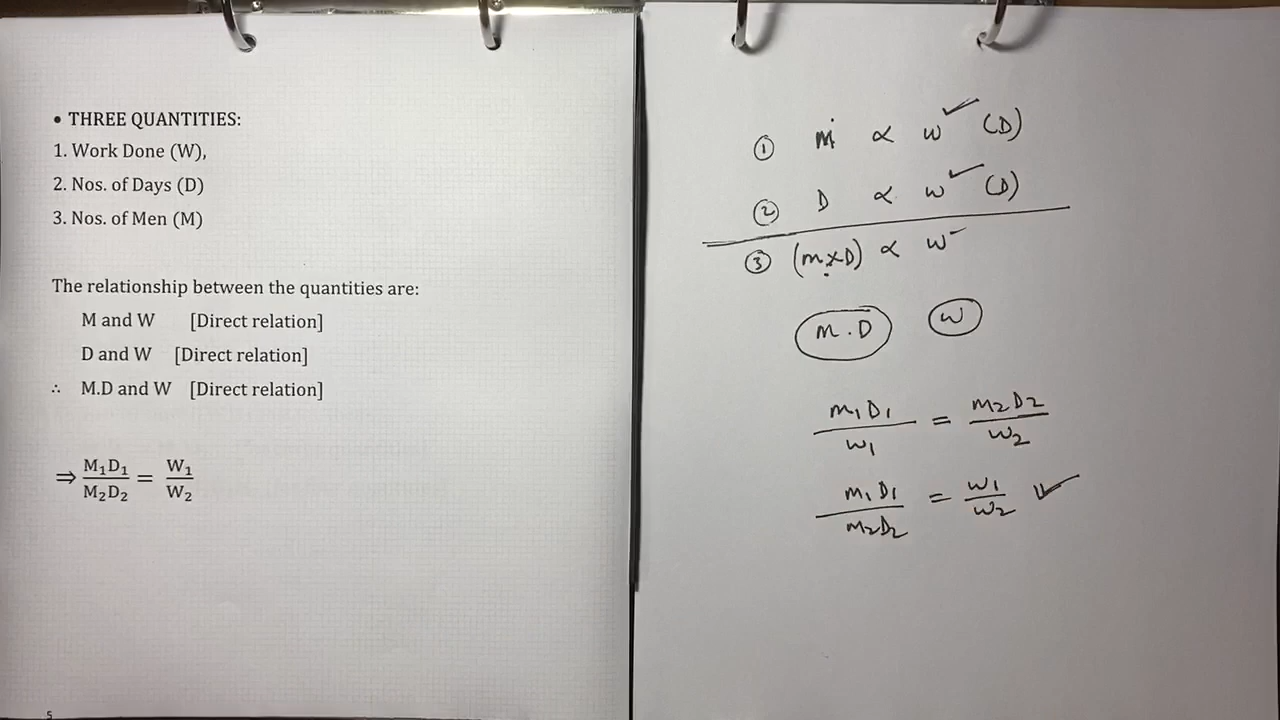 • THREE QUANTITIES:
1. Work Done (W),
2. Nos. of Days (D)
3. Nos. of Men (M)
The relationship between the quantities are:
M and W [Direct relation]
D and W [Direct relation]
∴ M.D and W [Direct relation]
⇒ M₁D₁/M₂D₂ = W₁/W₂
5
① M ∝ W ✓ (D)
② D ∝ W ✓ (D)
③ (M×D) ∝ W
M.D W
M₁D₁/W₁ = M₂D₂/W₂
M₁D₁/M₂D₂ = W₁/W₂ ✓